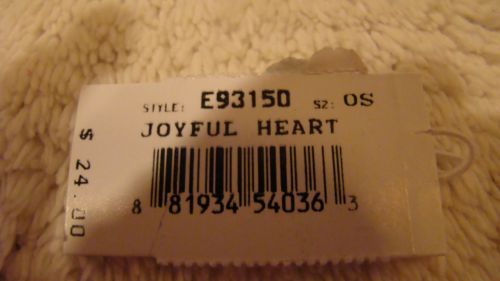 STYLE: E93150 SZ: OS
JOYFUL HEART
8 81934 54036 3
$ 24.00